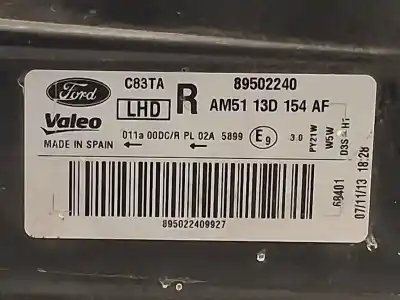 Ford C83TA 89502240
LHD R AM51 13D 154 AF
Valeo 011a 00DC/R PL 02A 5899 E9 3.0
MADE IN SPAIN
PY21W
W5W
D3S H1
895022409927
68401
07/11/13 18:28